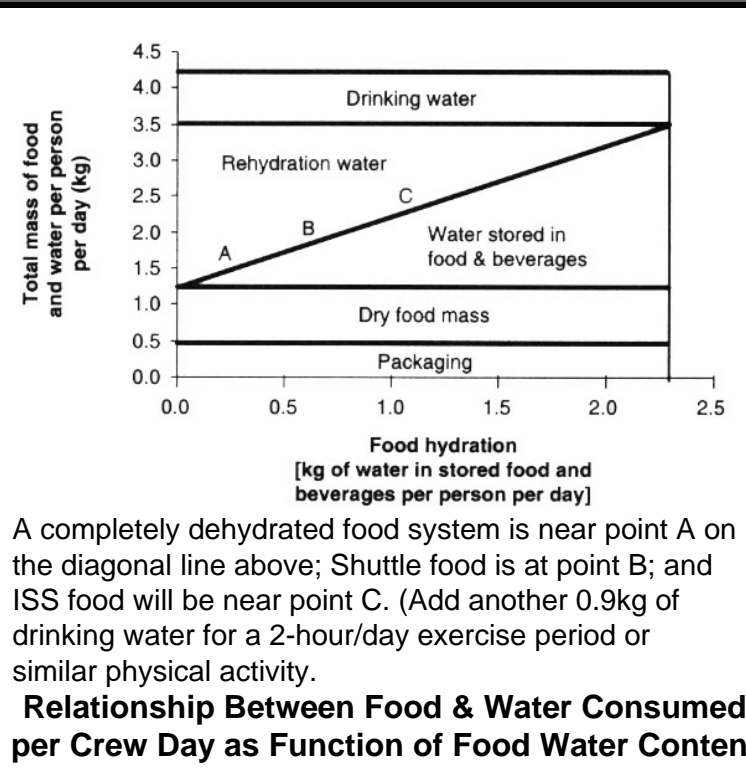 4.5
4.0
3.5
3.0
2.5
2.0
1.5
1.0
0.5
0.0
Total mass of food
and water per person
per day (kg)
Drinking water
Rehydration water
C
B
A
Water stored in
food & beverages
Dry food mass
Packaging
0.0 0.5 1.0 1.5 2.0 2.5
Food hydration
[kg of water in stored food and
beverages per person per day]
A completely dehydrated food system is near point A on
the diagonal line above; Shuttle food is at point B; and
ISS food will be near point C. (Add another 0.9kg of
drinking water for a 2-hour/day exercise period or
similar physical activity.
Relationship Between Food & Water Consumed
per Crew Day as Function of Food Water Conten